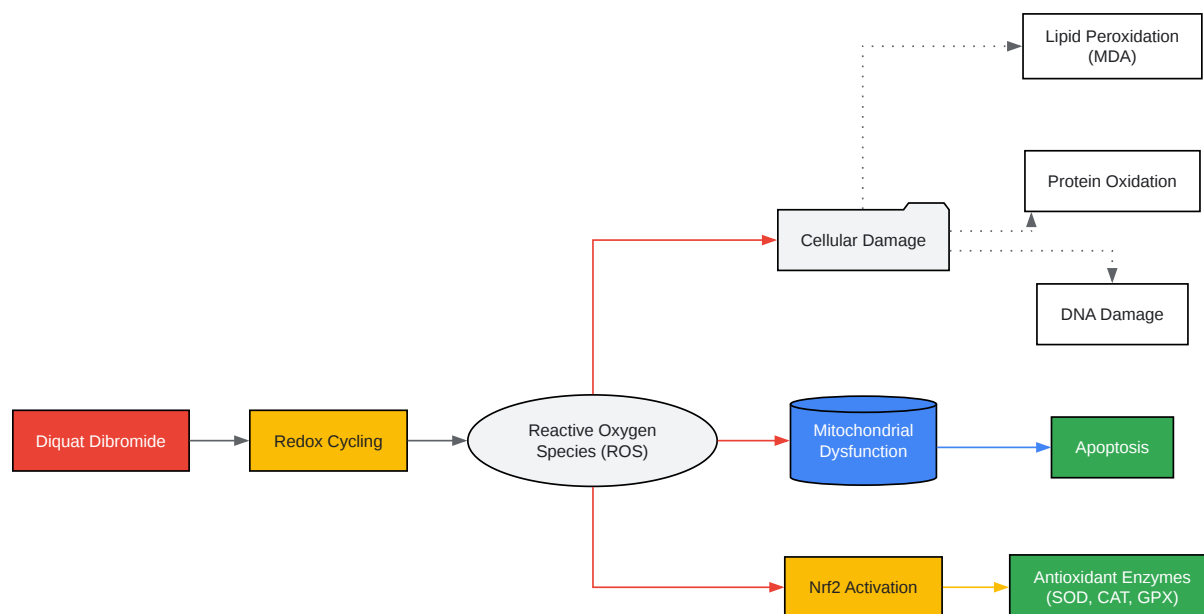 Lipid Peroxidation
(MDA)
Protein Oxidation
Cellular Damage
DNA Damage
Diquat Dibromide
Redox Cycling
Reactive Oxygen
Species (ROS)
Mitochondrial
Dysfunction
Apoptosis
Nrf2 Activation
Antioxidant Enzymes
(SOD, CAT, GPX)